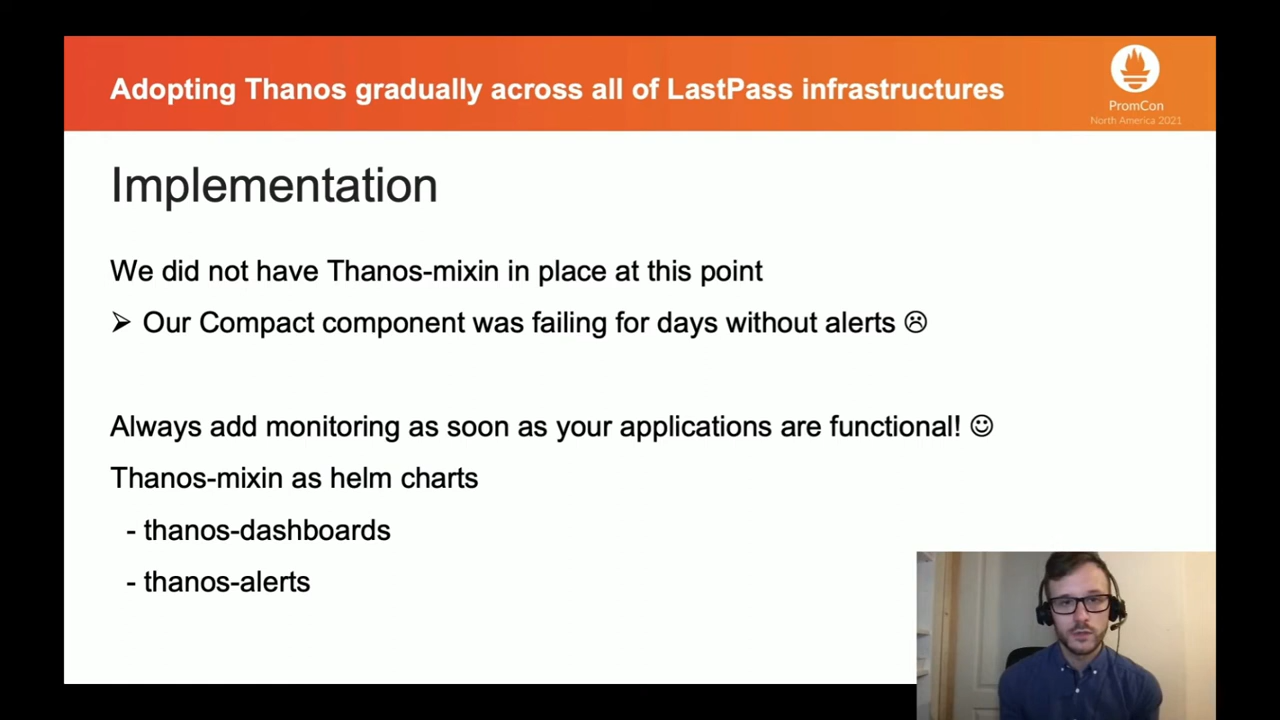 Adopting Thanos gradually across all of LastPass infrastructures
PromCon
North America 2021
Implementation
We did not have Thanos-mixin in place at this point
➢ Our Compact component was failing for days without alerts ☹
Always add monitoring as soon as your applications are functional! ☺
Thanos-mixin as helm charts
- thanos-dashboards
- thanos-alerts